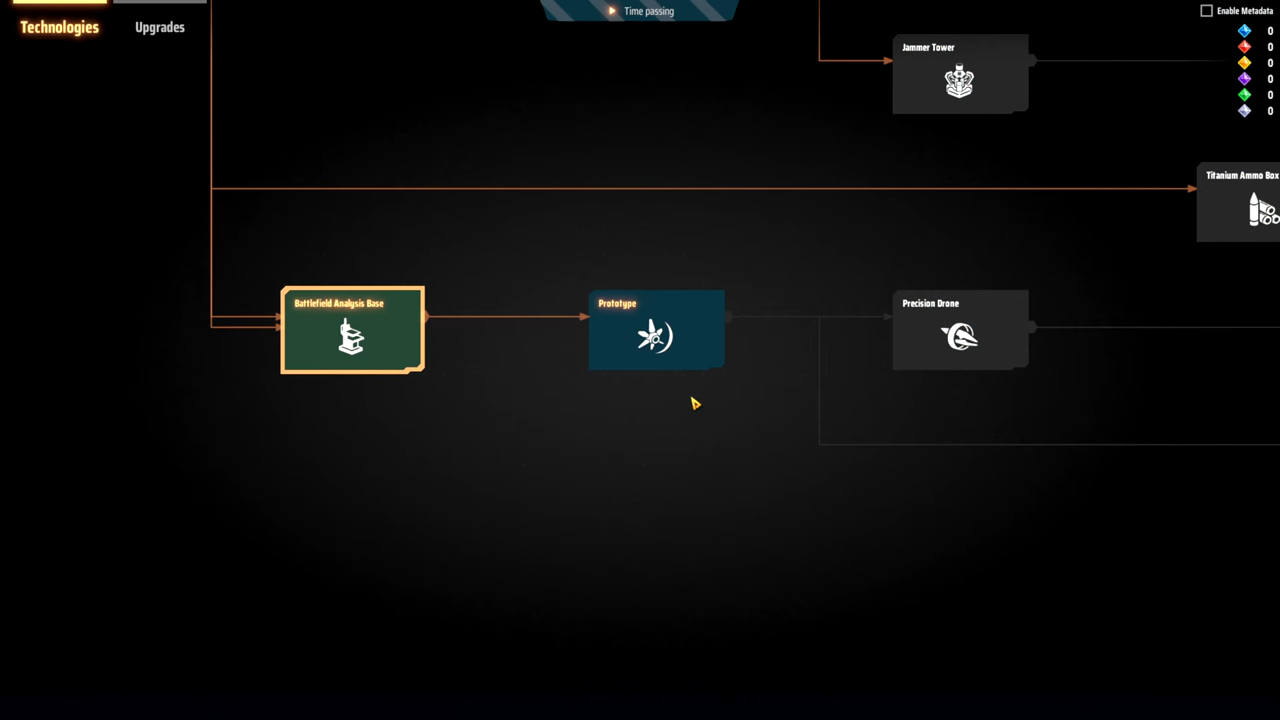 Technologies
Upgrades
Time passing
Enable Metadata
0
0
0
0
0
0
Jammer Tower
Titanium Ammo Box
Battlefield Analysis Base
Prototype
Precision Drone